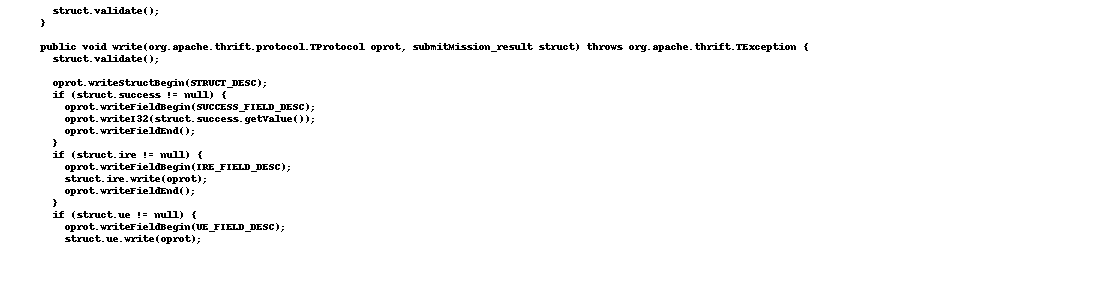 struct.validate();
}
public void write(org.apache.thrift.protocol.TProtocol oprot, submitMission_result struct) throws org.apache.thrift.TException {
struct.validate();
oprot.writeStructBegin(STRUCT_DESC);
if (struct.success != null) {
oprot.writeFieldBegin(SUCCESS_FIELD_DESC);
oprot.writeI32(struct.success.getValue());
oprot.writeFieldEnd();
}
if (struct.ire != null) {
oprot.writeFieldBegin(IRE_FIELD_DESC);
struct.ire.write(oprot);
oprot.writeFieldEnd();
}
if (struct.ue != null) {
oprot.writeFieldBegin(UE_FIELD_DESC);
struct.ue.write(oprot);